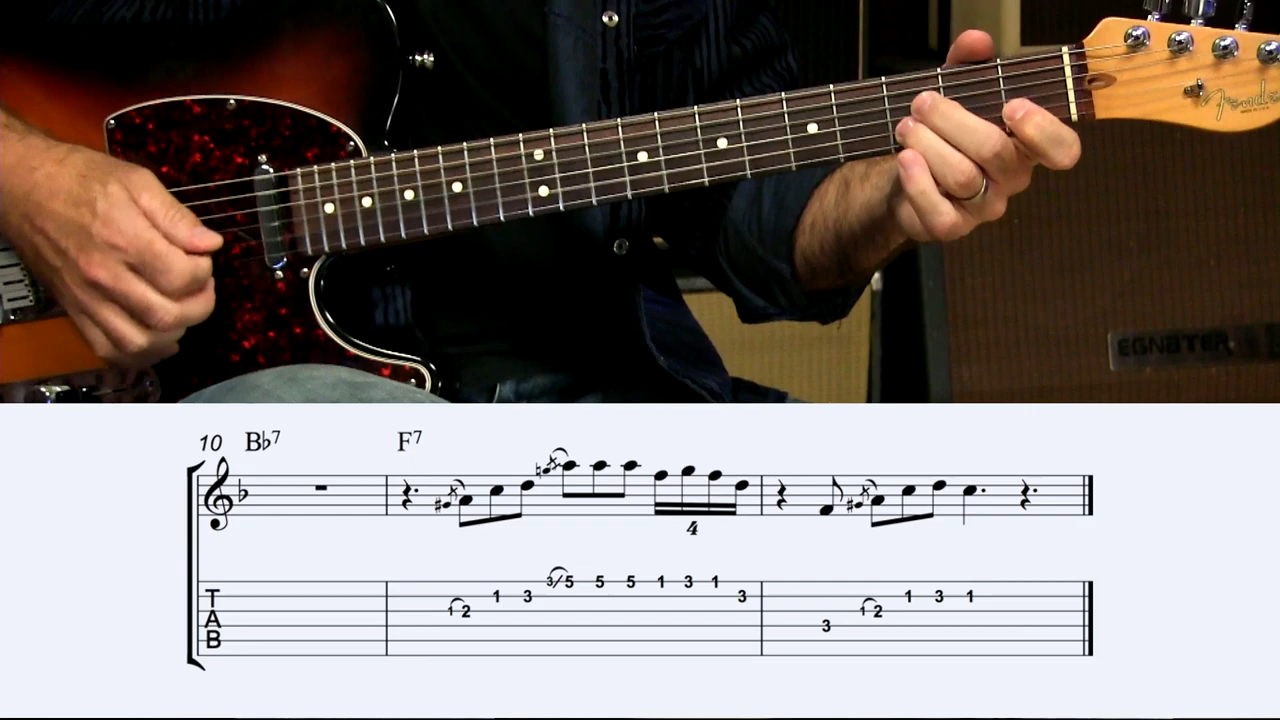 Fender
EGNATER
10 Bb7 F7
4
3 5 5 5 1 3 1
1 3 3 1 3 1
1 2 1 2
3
T
A
B